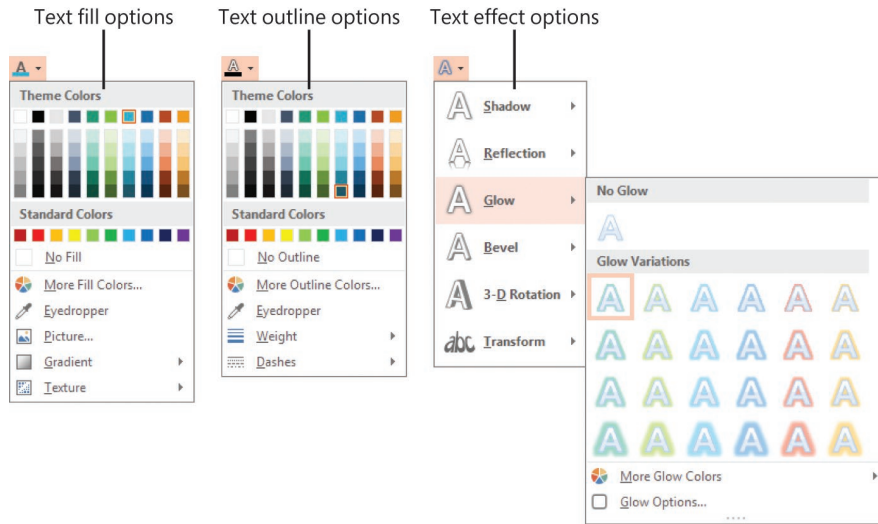 Text fill options
Text outline options
Text effect options
Theme Colors
Standard Colors
No Fill
More Fill Colors...
Eyedropper
Picture...
Gradient
Texture
Theme Colors
Standard Colors
No Outline
More Outline Colors...
Eyedropper
Weight
Dashes
Shadow
Reflection
Glow
Bevel
3-D Rotation
abc Transform
No Glow
Glow Variations
More Glow Colors
Glow Options...